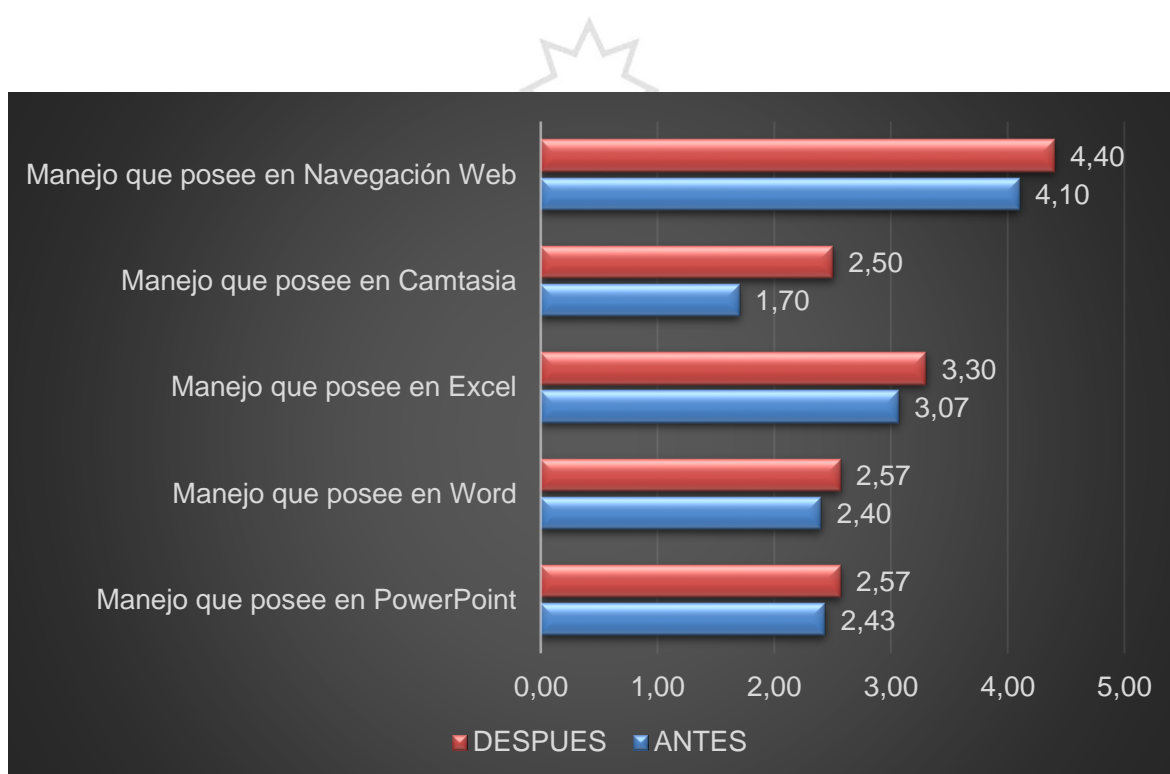 Manejo que posee en Navegación Web
4,40
4,10
Manejo que posee en Camtasia
2,50
1,70
Manejo que posee en Excel
3,30
3,07
Manejo que posee en Word
2,57
2,40
Manejo que posee en PowerPoint
2,57
2,43
0,00 1,00 2,00 3,00 4,00 5,00
DESPUES ANTES